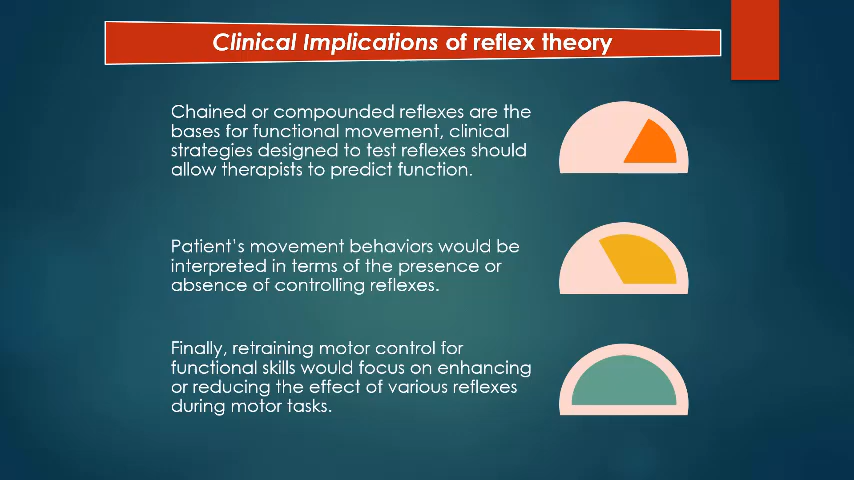 Clinical Implications of reflex theory
Chained or compounded reflexes are the
bases for functional movement, clinical
strategies designed to test reflexes should
allow therapists to predict function.
Patient's movement behaviors would be
interpreted in terms of the presence or
absence of controlling reflexes.
Finally, retraining motor control for
functional skills would focus on enhancing
or reducing the effect of various reflexes
during motor tasks.